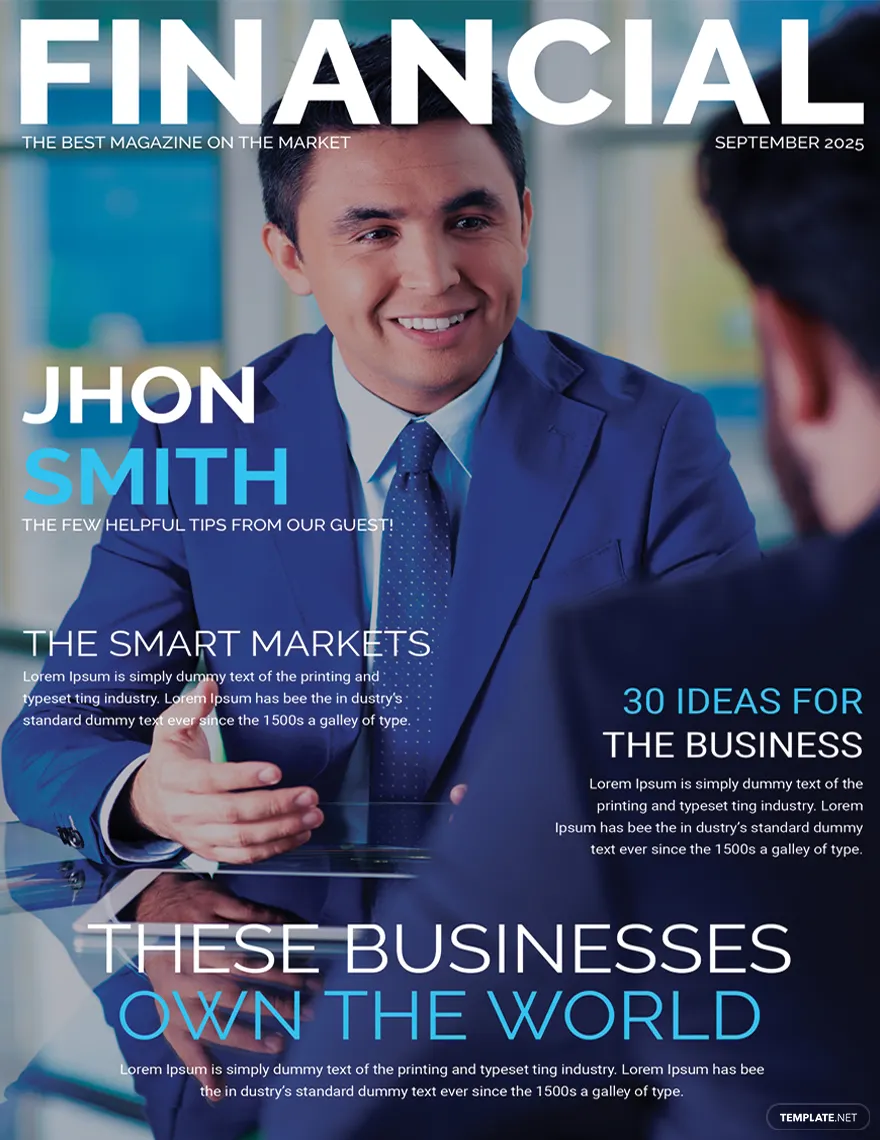 FINANCIAL
THE BEST MAGAZINE ON THE MARKET
SEPTEMBER 2025
JHON
SMITH
THE FEW HELPFUL TIPS FROM OUR GUEST!
THE SMART MARKETS
Lorem Ipsum is simply dummy text of the printing and
typeset ting industry. Lorem Ipsum has bee the in dustry's
standard dummy text ever since the 1500s a galley of type.
30 IDEAS FOR
THE BUSINESS
Lorem Ipsum is simply dummy text of the
printing and typeset ting industry. Lorem
Ipsum has bee the in dustry's standard dummy
text ever since the 1500s a galley of type.
THESE BUSINESSES
OWN THE WORLD
Lorem Ipsum is simply dummy text of the printing and typeset ting industry. Lorem Ipsum has bee
the in dustry's standard dummy text ever since the 1500s a galley of type.
TEMPLATE.NET